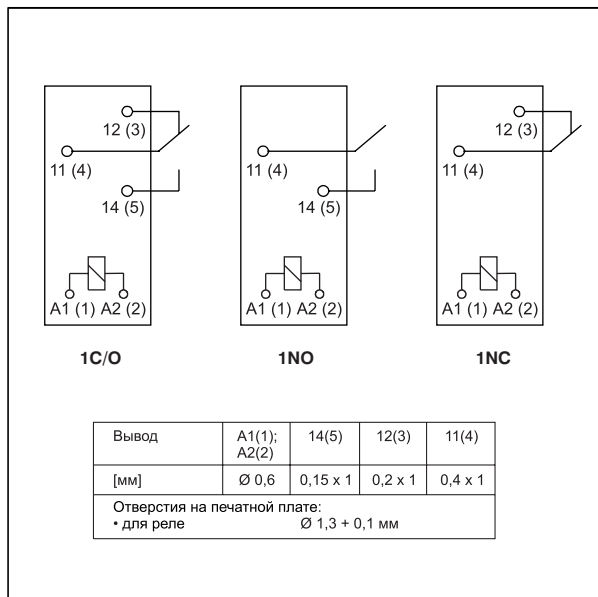 12 (3)
11 (4)
14 (5)
A1 (1) A2 (2)
1C/O
11 (4)
14 (5)
A1 (1) A2 (2)
1NO
12 (3)
11 (4)
A1 (1) A2 (2)
1NC
Вывод A1(1); A2(2) 14(5) 12(3) 11(4)
[мм] Ø 0,6 0,15 x 1 0,2 x 1 0,4 x 1
Отверстия на печатной плате:
• для реле Ø 1,3 + 0,1 мм